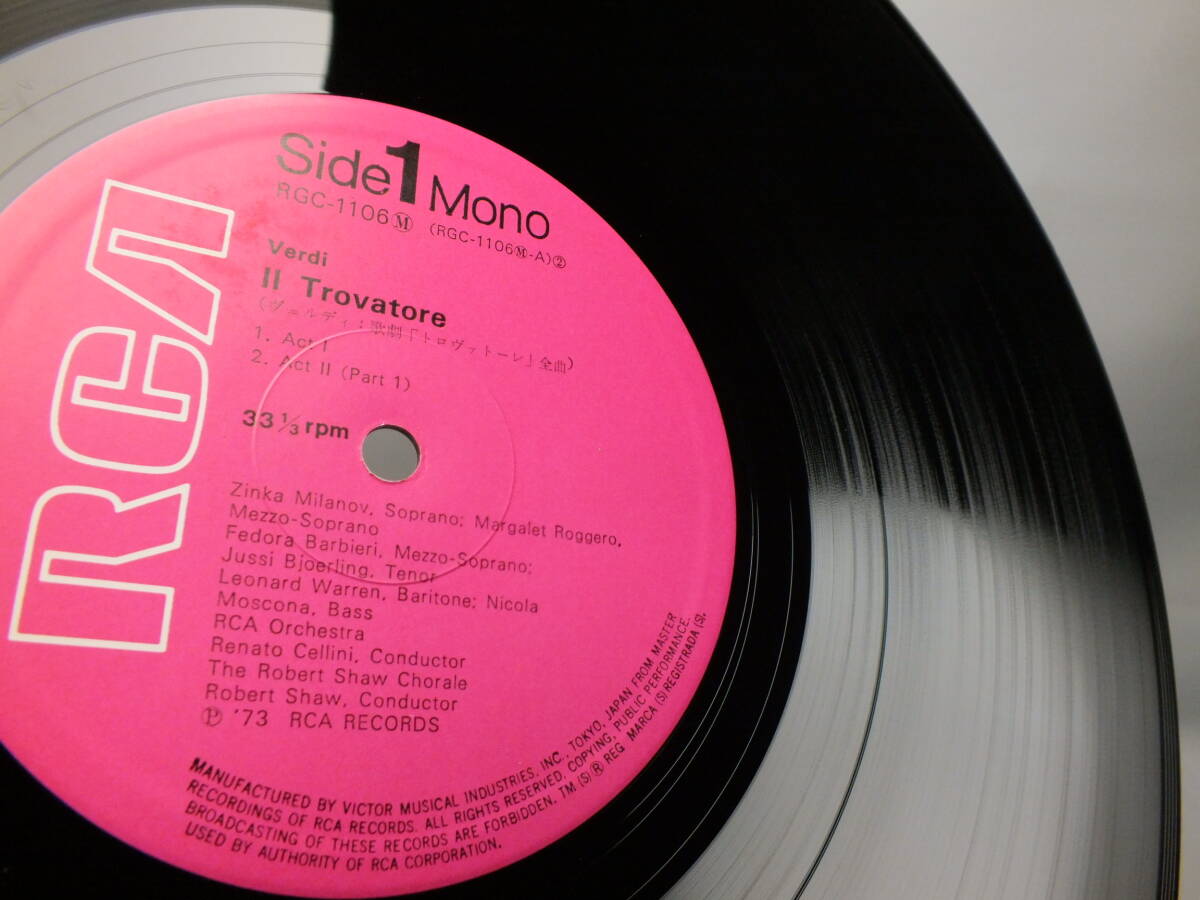 RCA
Side 1 Mono
RGC-1106Ⓜ (RGC-1106Ⓜ-A)②
Verdi
Il Trovatore
(ヴェルディ:歌劇「トロヴァトーレ」全曲)
1. Act I
2. Act II (Part 1)
33 1/3 rpm
Zinka Milanov, Soprano; Margalet Roggero,
Mezzo-Soprano
Fedora Barbieri, Mezzo-Soprano;
Jussi Bjoerling, Tenor
Leonard Warren, Baritone; Nicola
Moscona, Bass
RCA Orchestra
Renato Cellini, Conductor
The Robert Shaw Chorale
Robert Shaw, Conductor
Ⓟ '73 RCA RECORDS
MANUFACTURED BY VICTOR MUSICAL INDUSTRIES, INC., TOKYO, JAPAN FROM MASTER
RECORDINGS OF RCA RECORDS. ALL RIGHTS RESERVED. COPYING, PUBLIC PERFORMANCE,
BROADCASTING OF THESE RECORDS ARE FORBIDDEN. TM (S) ® REG MARCA (S) REGISTRADA (S).
USED BY AUTHORITY OF RCA CORPORATION.